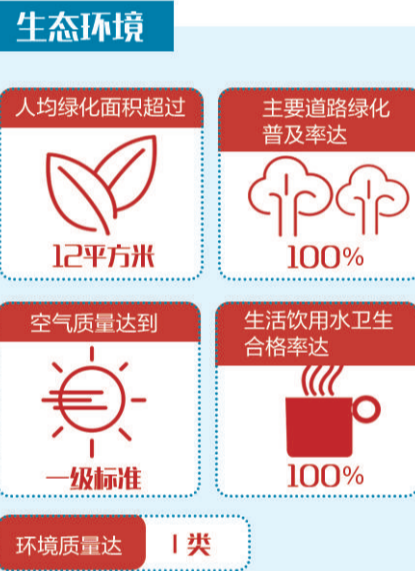 生态环境
人均绿化面积超过
12平方米
主要道路绿化
普及率达
100%
空气质量达到
一级标准
生活饮用水卫生
合格率达
100%
环境质量达 I 类